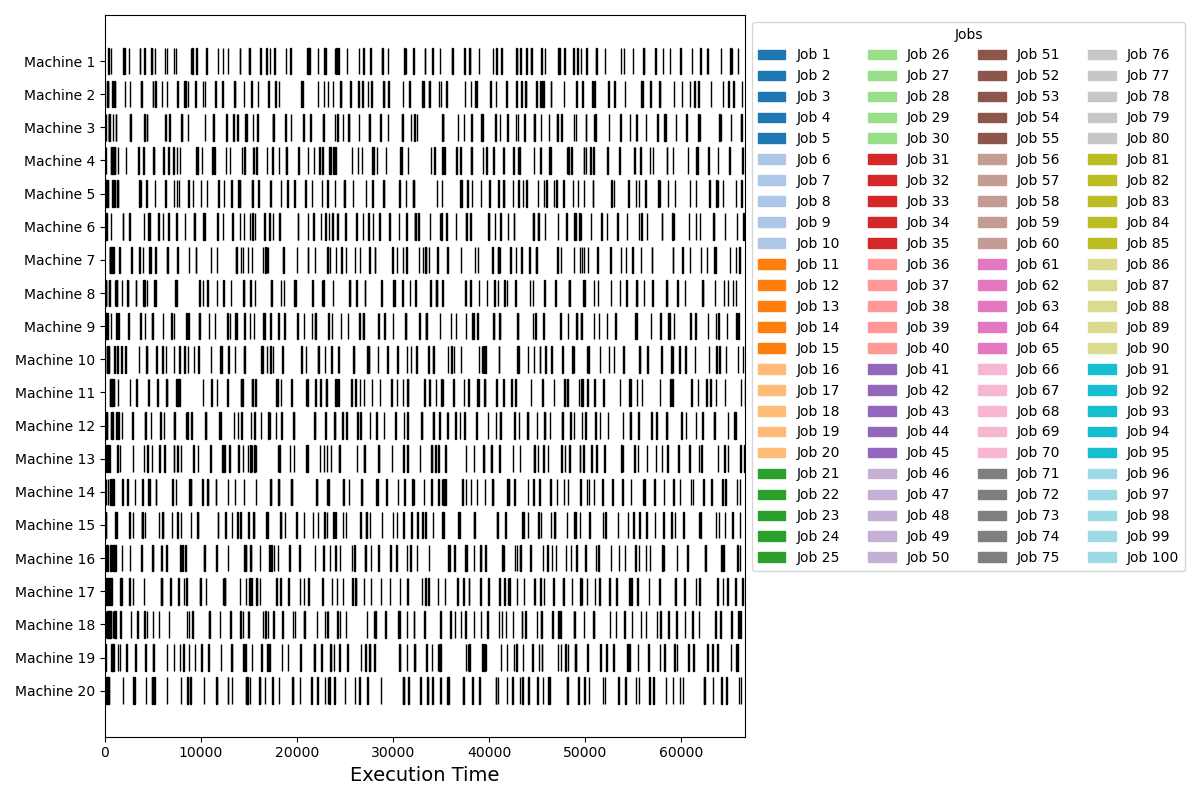 Machine 1
Machine 2
Machine 3
Machine 4
Machine 5
Machine 6
Machine 7
Machine 8
Machine 9
Machine 10
Machine 11
Machine 12
Machine 13
Machine 14
Machine 15
Machine 16
Machine 17
Machine 18
Machine 19
Machine 20
0 10000 20000 30000 40000 50000 60000
Execution Time
Jobs
Job 1 Job 26 Job 51 Job 76
Job 2 Job 27 Job 52 Job 77
Job 3 Job 28 Job 53 Job 78
Job 4 Job 29 Job 54 Job 79
Job 5 Job 30 Job 55 Job 80
Job 6 Job 31 Job 56 Job 81
Job 7 Job 32 Job 57 Job 82
Job 8 Job 33 Job 58 Job 83
Job 9 Job 34 Job 59 Job 84
Job 10 Job 35 Job 60 Job 85
Job 11 Job 36 Job 61 Job 86
Job 12 Job 37 Job 62 Job 87
Job 13 Job 38 Job 63 Job 88
Job 14 Job 39 Job 64 Job 89
Job 15 Job 40 Job 65 Job 90
Job 16 Job 41 Job 66 Job 91
Job 17 Job 42 Job 67 Job 92
Job 18 Job 43 Job 68 Job 93
Job 19 Job 44 Job 69 Job 94
Job 20 Job 45 Job 70 Job 95
Job 21 Job 46 Job 71 Job 96
Job 22 Job 47 Job 72 Job 97
Job 23 Job 48 Job 73 Job 98
Job 24 Job 49 Job 74 Job 99
Job 25 Job 50 Job 75 Job 100